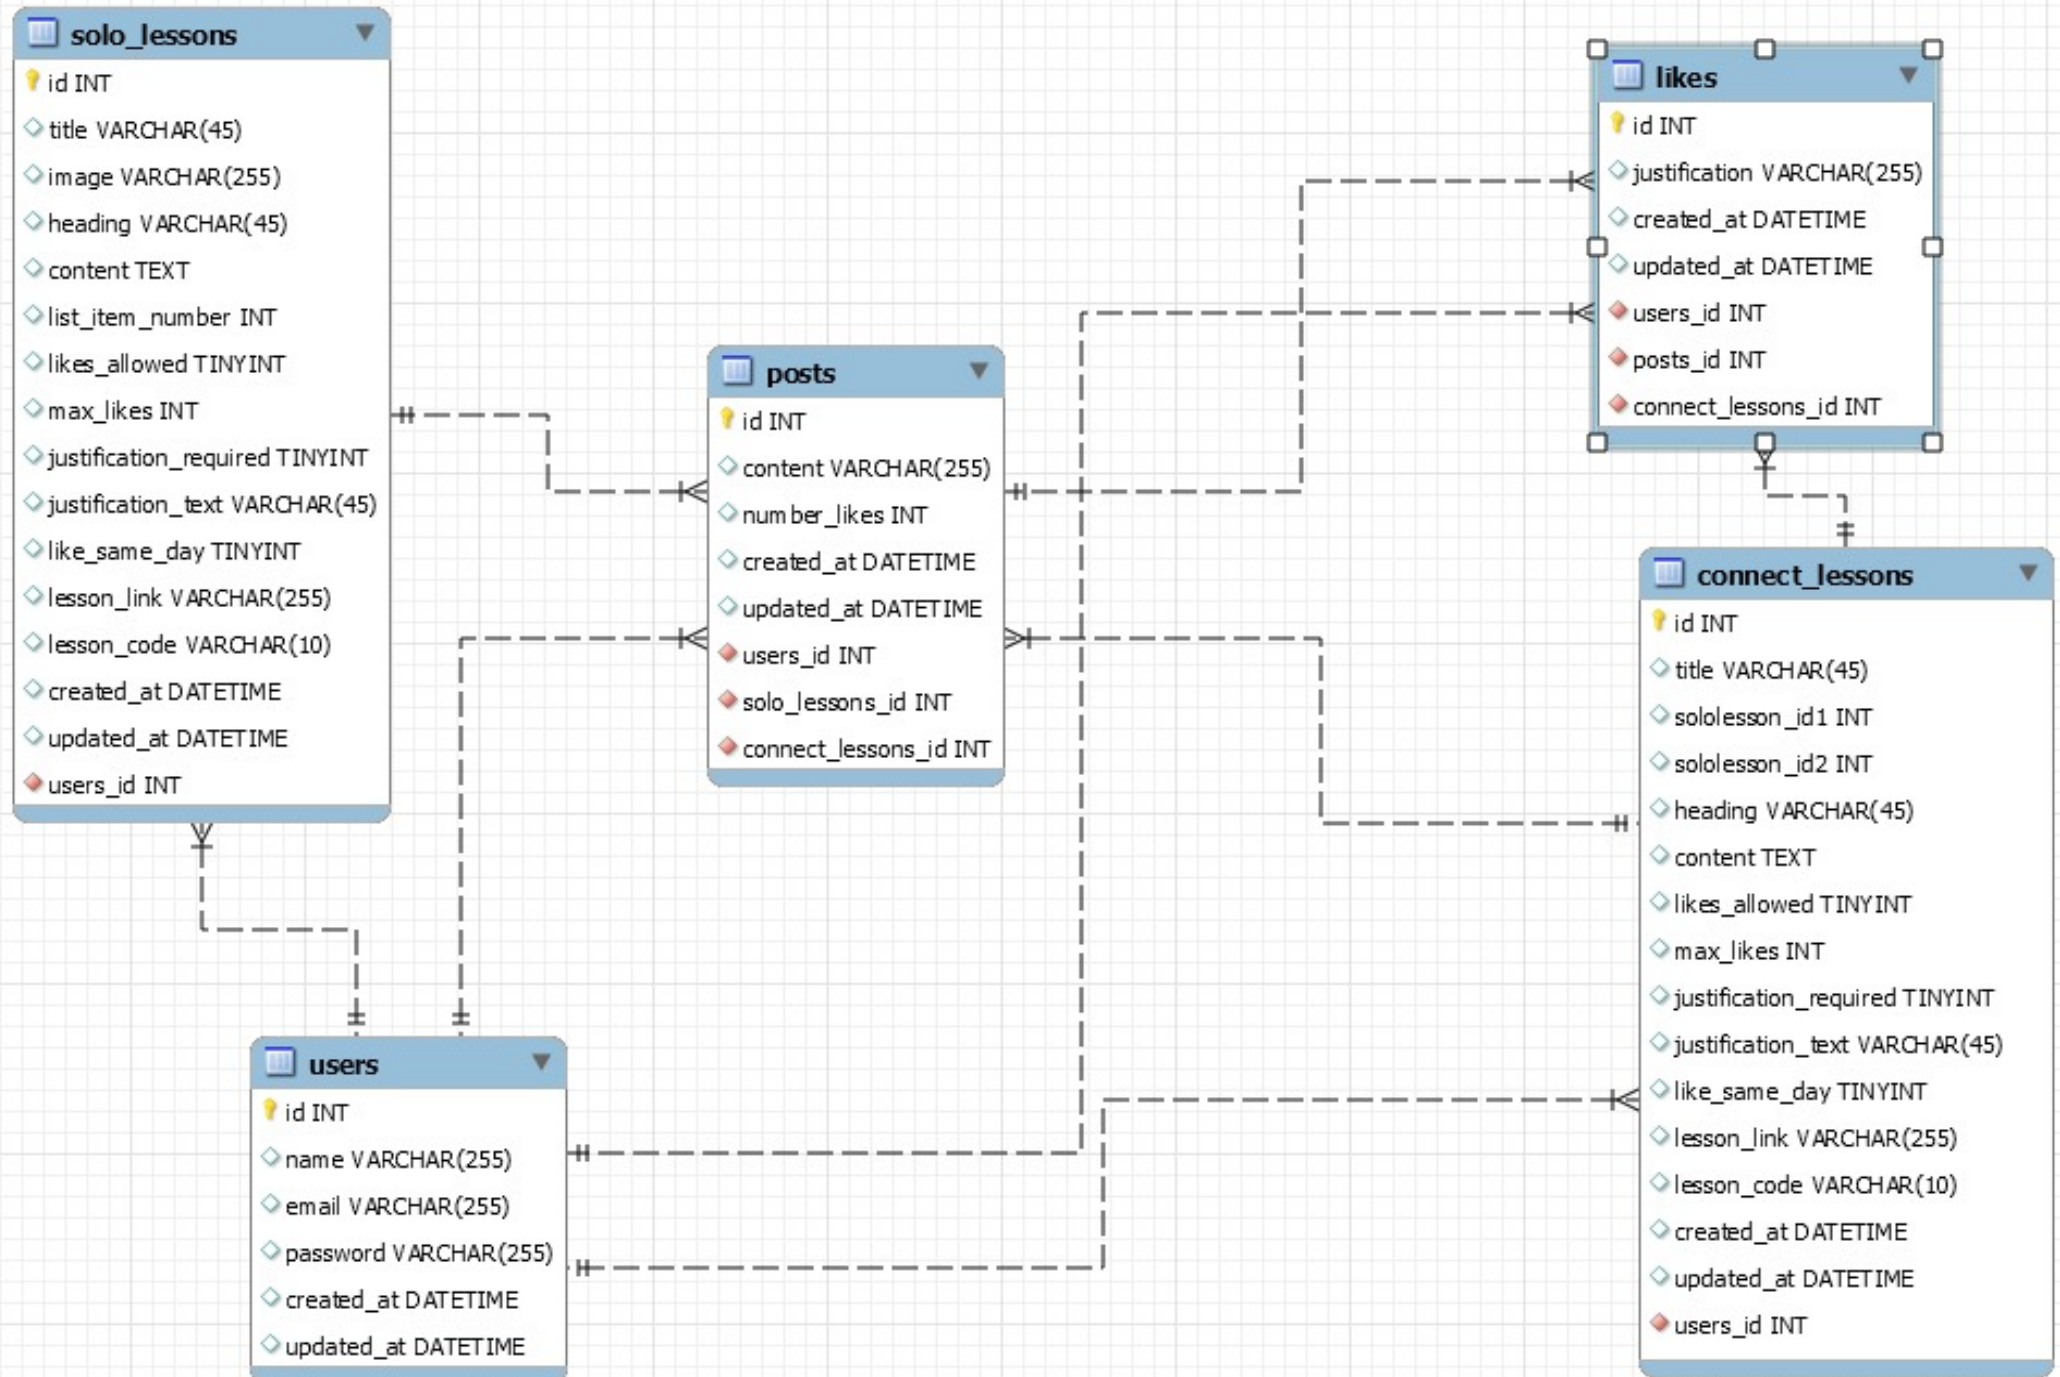 solo_lessons
id INT
title VARCHAR(45)
image VARCHAR(255)
heading VARCHAR(45)
content TEXT
list_item_number INT
likes_allowed TINYINT
max_likes INT
justification_required TINYINT
justification_text VARCHAR(45)
like_same_day TINYINT
lesson_link VARCHAR(255)
lesson_code VARCHAR(10)
created_at DATETIME
updated_at DATETIME
users_id INT
posts
id INT
content VARCHAR(255)
number_likes INT
created_at DATETIME
updated_at DATETIME
users_id INT
solo_lessons_id INT
connect_lessons_id INT
likes
id INT
justification VARCHAR(255)
created_at DATETIME
updated_at DATETIME
users_id INT
posts_id INT
connect_lessons_id INT
users
id INT
name VARCHAR(255)
email VARCHAR(255)
password VARCHAR(255)
created_at DATETIME
updated_at DATETIME
connect_lessons
id INT
title VARCHAR(45)
sololesson_id1 INT
sololesson_id2 INT
heading VARCHAR(45)
content TEXT
likes_allowed TINYINT
max_likes INT
justification_required TINYINT
justification_text VARCHAR(45)
like_same_day TINYINT
lesson_link VARCHAR(255)
lesson_code VARCHAR(10)
created_at DATETIME
updated_at DATETIME
users_id INT